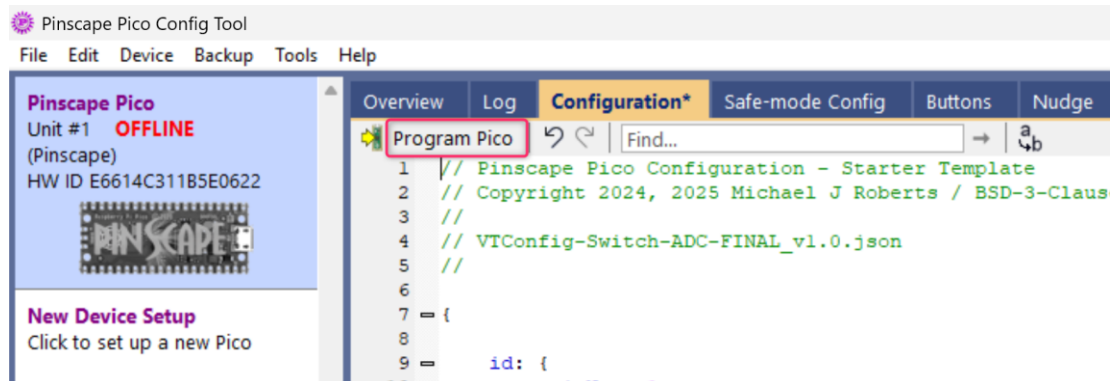 Pinscape Pico Config Tool
File Edit Device Backup Tools Help
Pinscape Pico
Unit #1 OFFLINE
(Pinscape)
HW ID E6614C311B5E0622
PINSCAPE
New Device Setup
Click to set up a new Pico
Overview Log Configuration* Safe-mode Config Buttons Nudge
Program Pico Find... → a b
1 // Pinscape Pico Configuration - Starter Template
2 // Copyright 2024, 2025 Michael J Roberts / BSD-3-Claus
3 //
4 // VTConfig-Switch-ADC-FINAL_v1.0.json
5 //
6
7 {
8
9 id: {